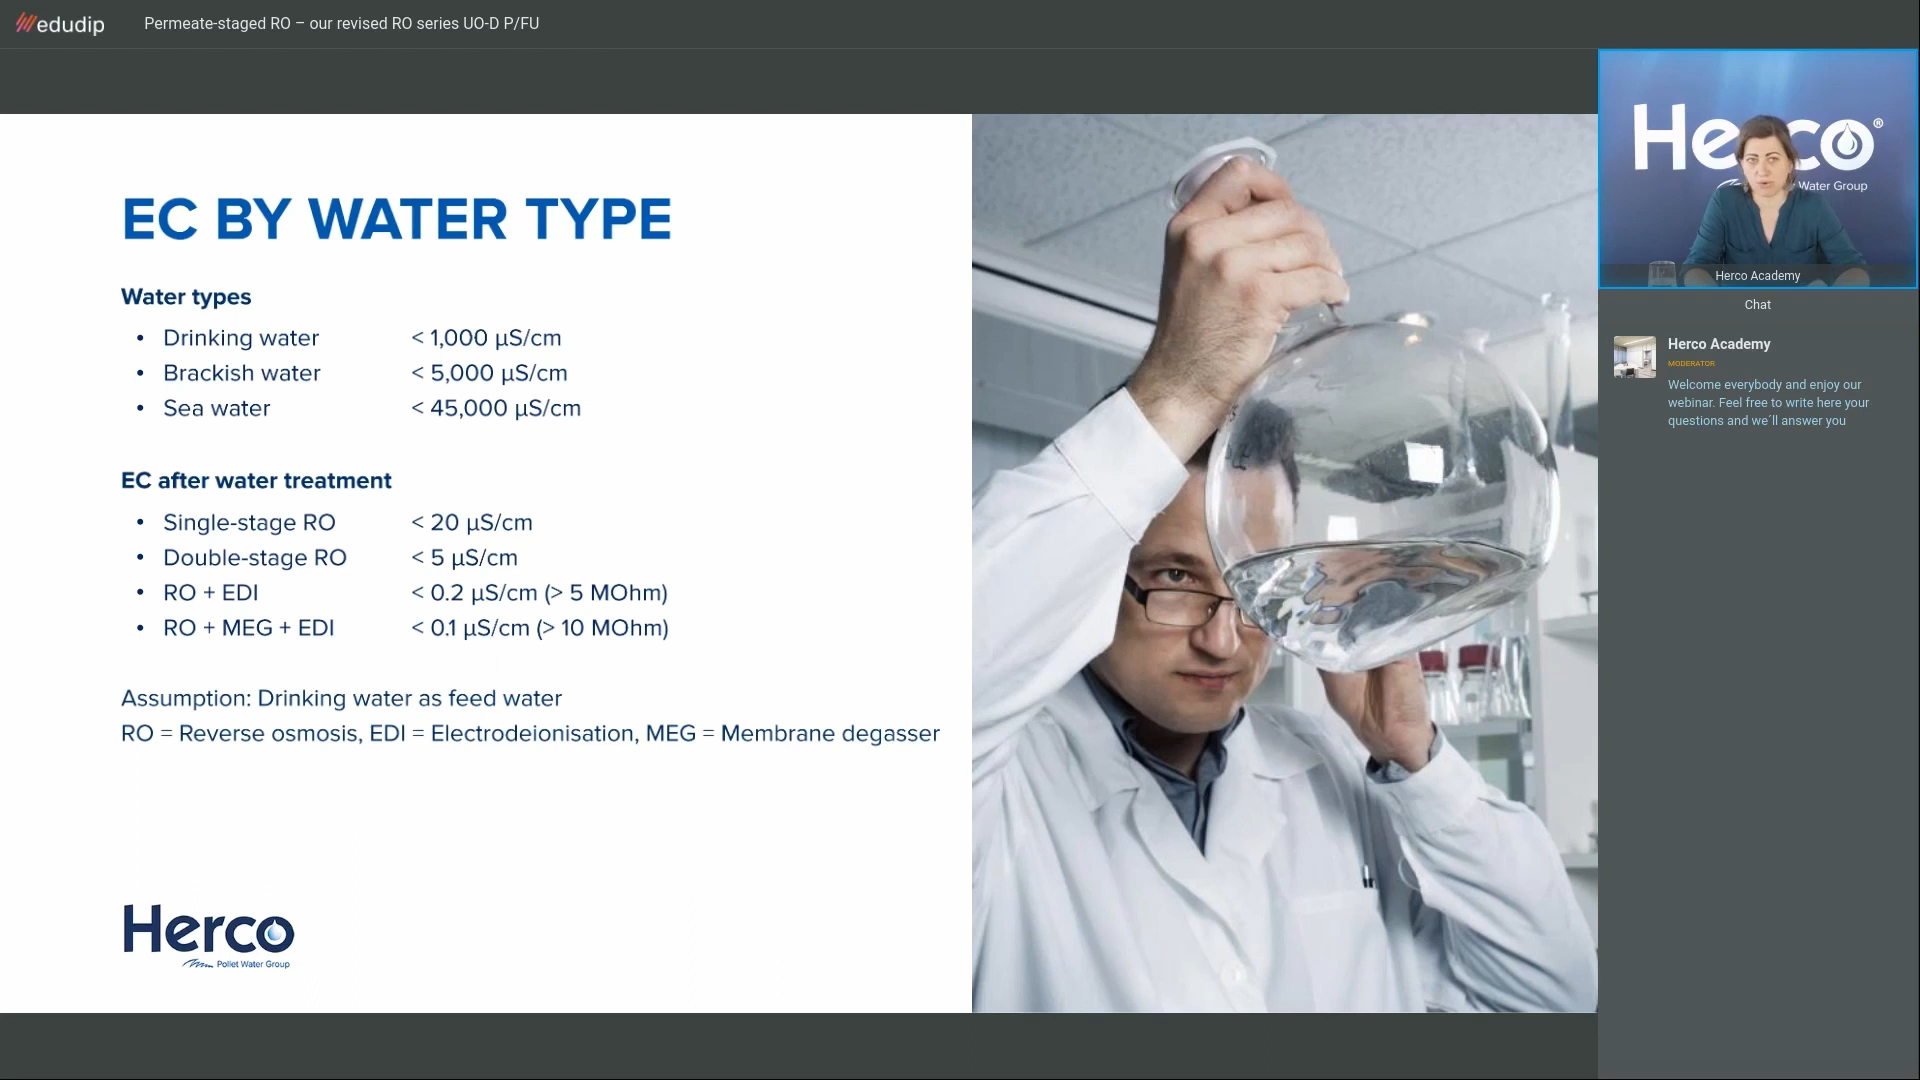 edudip
Permeate-staged RO – our revised RO series UO-D P/FU
EC BY WATER TYPE
Water types
• Drinking water < 1,000 µS/cm
• Brackish water < 5,000 µS/cm
• Sea water < 45,000 µS/cm
EC after water treatment
• Single-stage RO < 20 µS/cm
• Double-stage RO < 5 µS/cm
• RO + EDI < 0.2 µS/cm (> 5 MOhm)
• RO + MEG + EDI < 0.1 µS/cm (> 10 MOhm)
Assumption: Drinking water as feed water
RO = Reverse osmosis, EDI = Electrodeionisation, MEG = Membrane degasser
Herco
Pollet Water Group
He co®
Water Group
Herco Academy
Chat
Herco Academy
MODERATOR
Welcome everybody and enjoy our
webinar. Feel free to write here your
questions and we´ll answer you